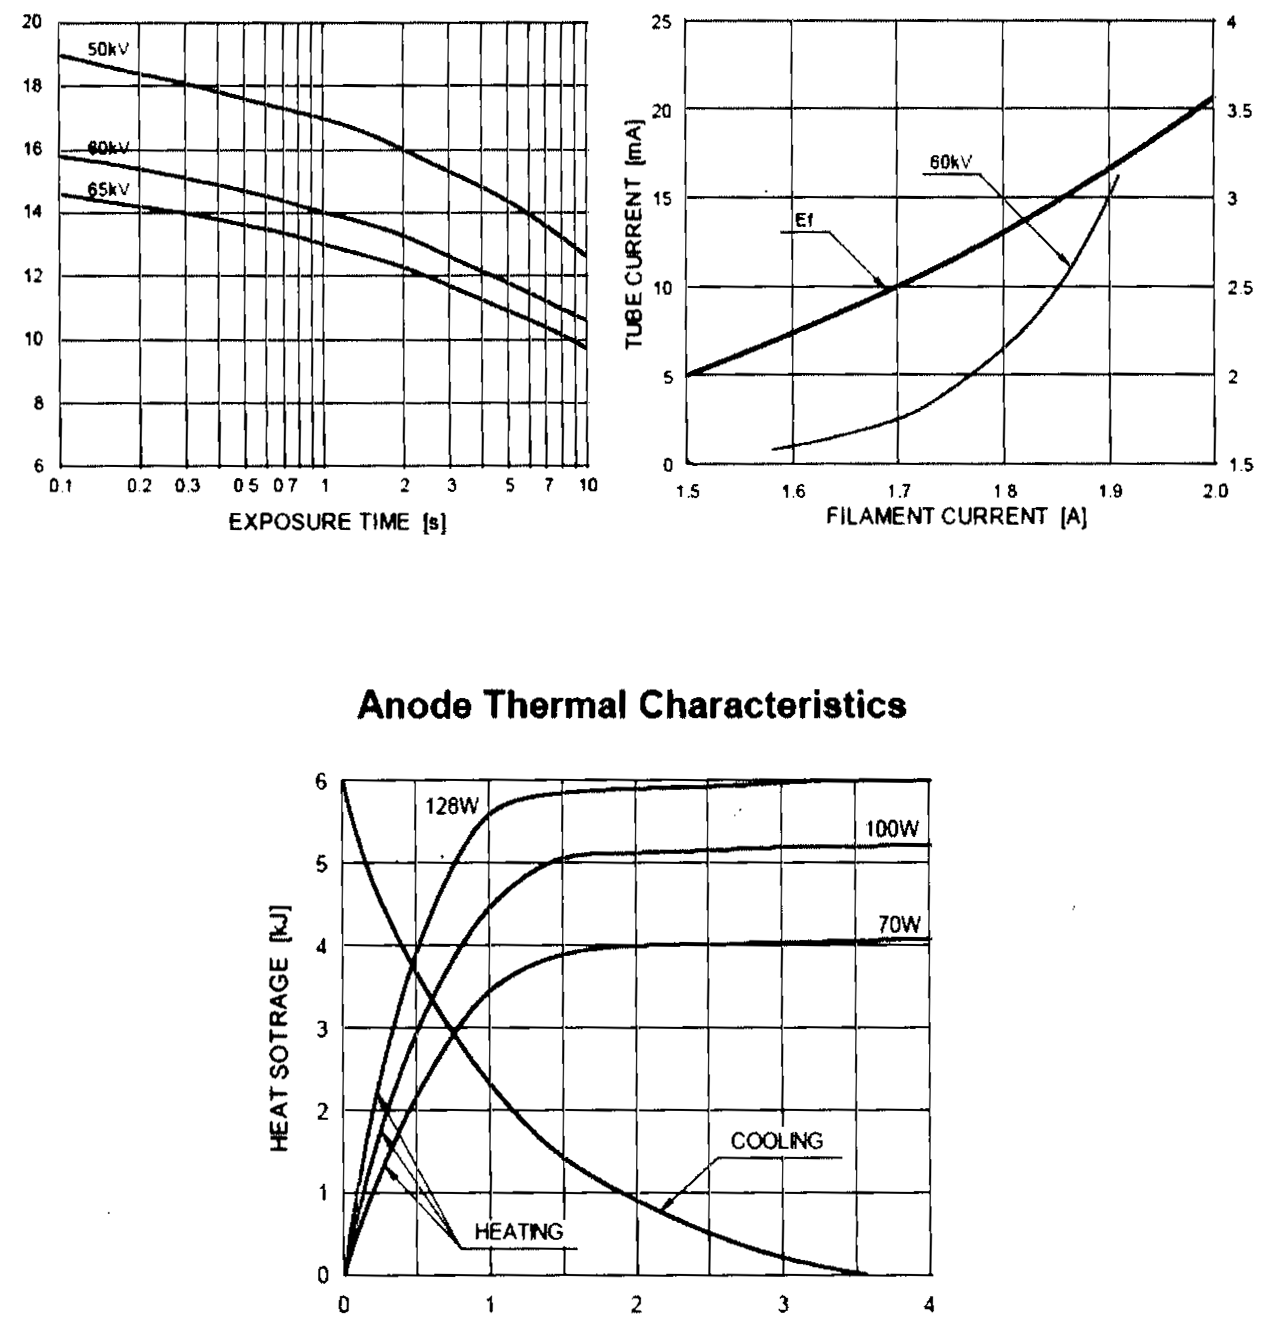 20
18
16
14
12
10
8
6
50kV
60kV
65kV
0.1 0.2 0.3 0.5 0.7 1 2 3 5 7 10
EXPOSURE TIME [s]
25
20
15
10
5
0
TUBE CURRENT [mA]
4
3.5
3
2.5
2
1.5
60kV
Ef
1.5 1.6 1.7 1.8 1.9 2.0
FILAMENT CURRENT [A]
Anode Thermal Characteristics
6
5
4
3
2
1
0
HEAT SOTRAGE [kJ]
128W
100W
70W
COOLING
HEATING
0 1 2 3 4